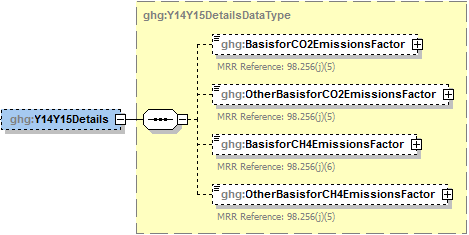 ghg:Y14Y15DetailsDataType
ghg:BasisforCO2EmissionsFactor
MRR Reference: 98.256(j)(5)
ghg:OtherBasisforCO2EmissionsFactor
MRR Reference: 98.256(j)(5)
ghg:Y14Y15Details
ghg:BasisforCH4EmissionsFactor
MRR Reference: 98.256(j)(6)
ghg:OtherBasisforCH4EmissionsFactor
MRR Reference: 98.256(j)(5)